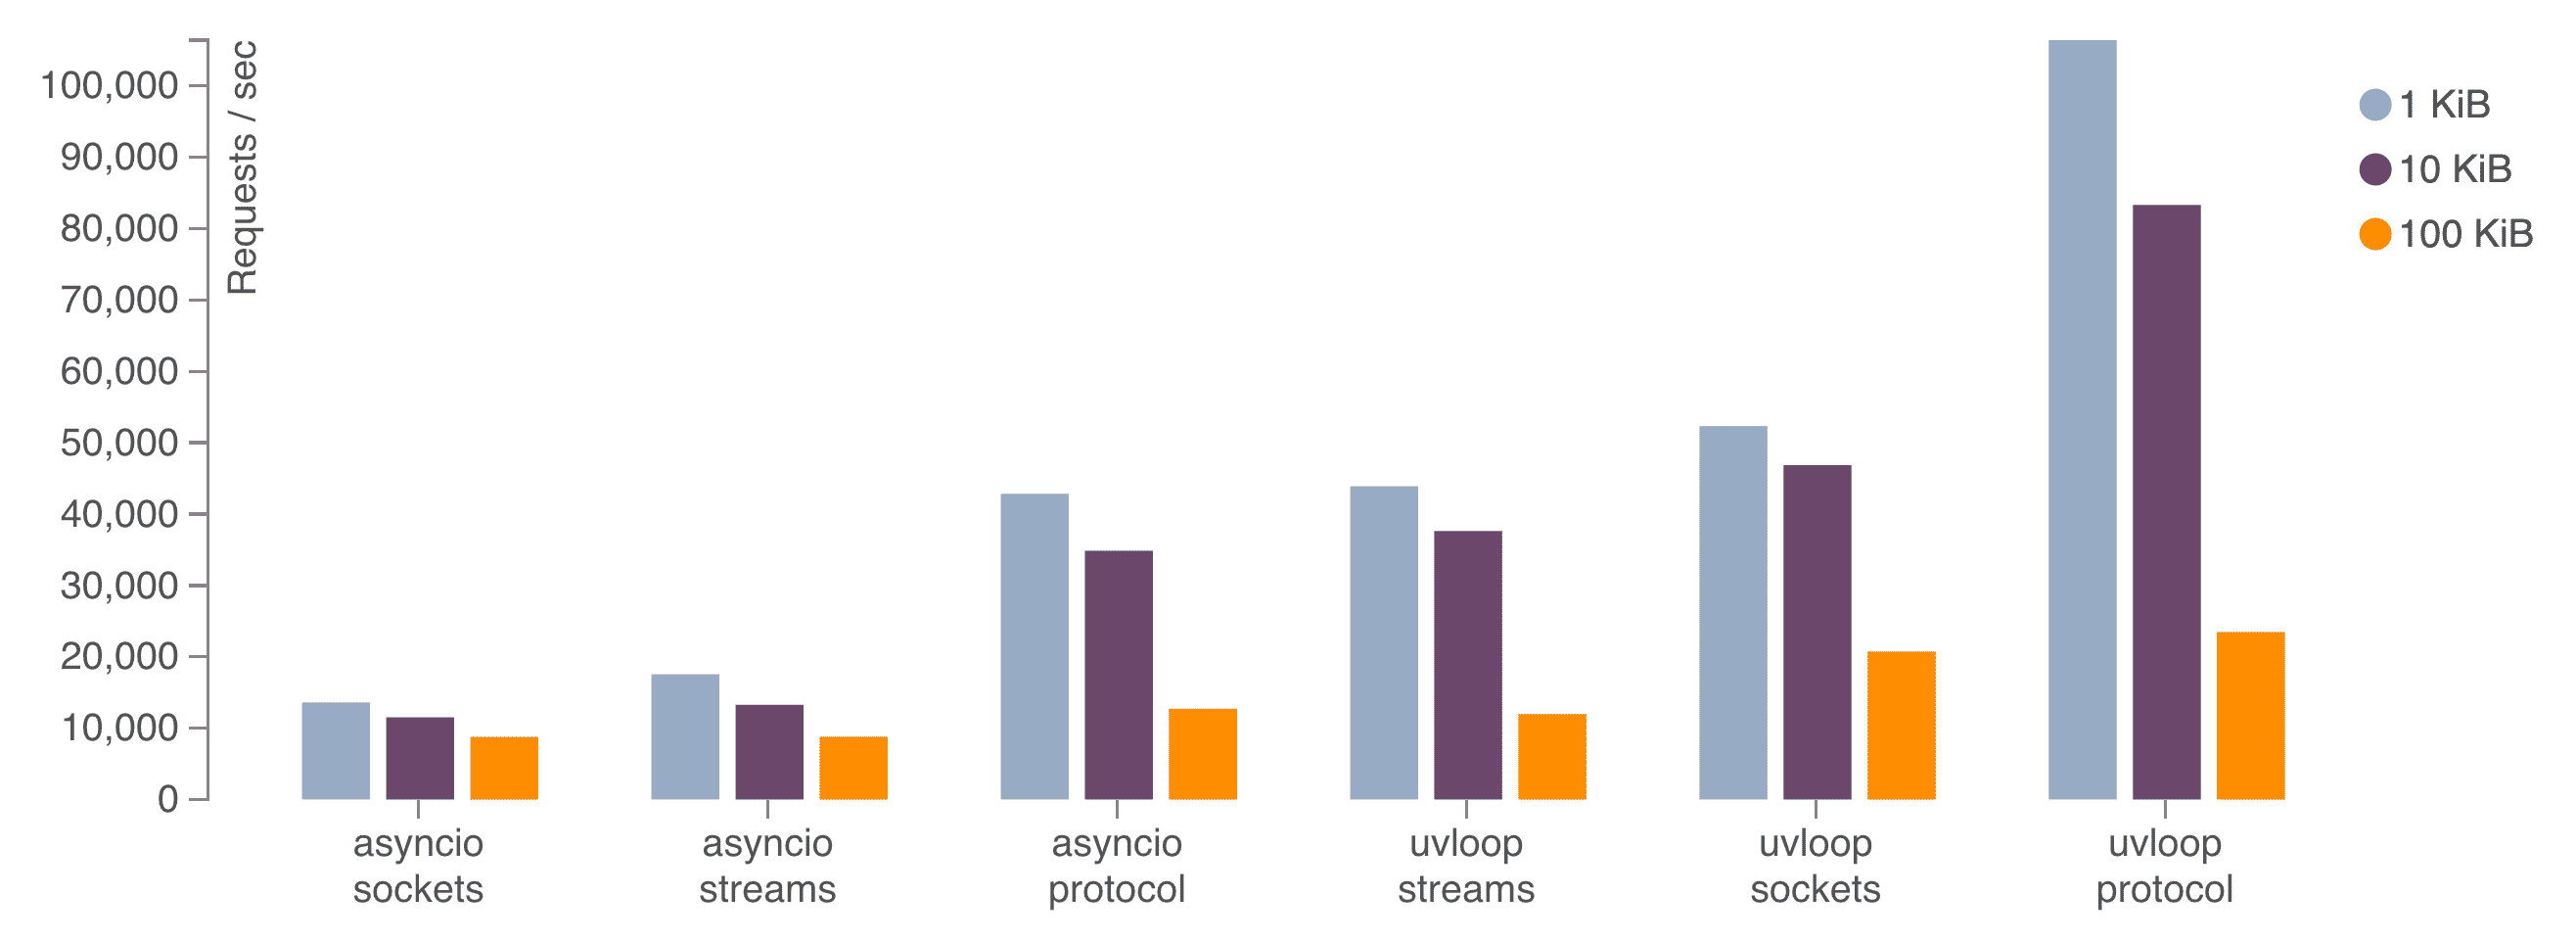 Requests / sec
100,000
90,000
80,000
70,000
60,000
50,000
40,000
30,000
20,000
10,000
0
1 KiB
10 KiB
100 KiB
asyncio
sockets
asyncio
streams
asyncio
protocol
uvloop
streams
uvloop
sockets
uvloop
protocol